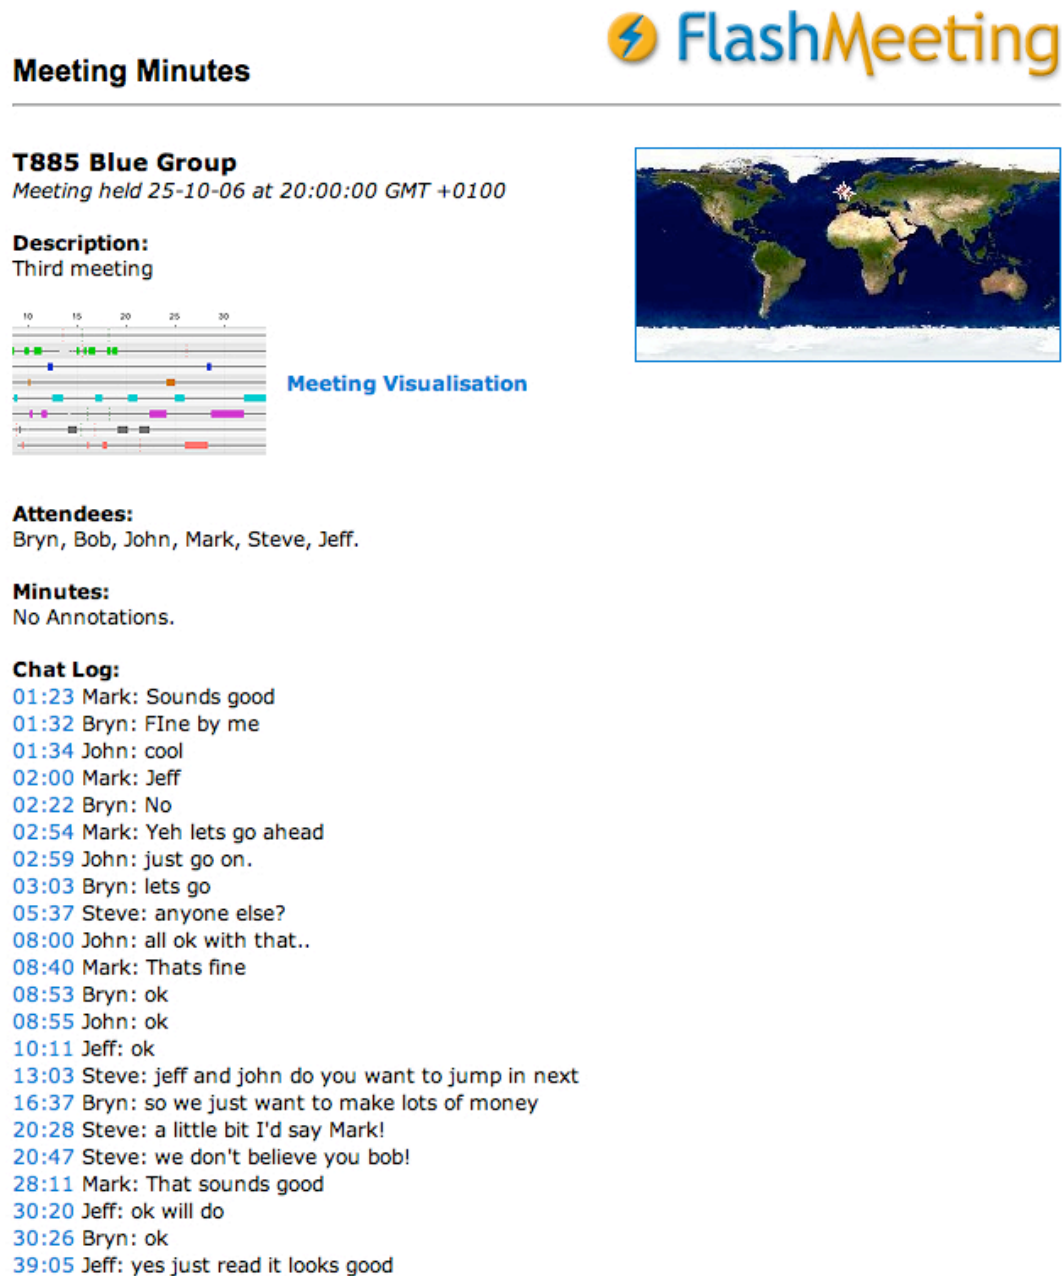 FlashMeeting
Meeting Minutes
T885 Blue Group
Meeting held 25-10-06 at 20:00:00 GMT +0100
Description:
Third meeting
10 15 20 25 30
Meeting Visualisation
Attendees:
Bryn, Bob, John, Mark, Steve, Jeff.
Minutes:
No Annotations.
Chat Log:
01:23 Mark: Sounds good
01:32 Bryn: FIne by me
01:34 John: cool
02:00 Mark: Jeff
02:22 Bryn: No
02:54 Mark: Yeh lets go ahead
02:59 John: just go on.
03:03 Bryn: lets go
05:37 Steve: anyone else?
08:00 John: all ok with that..
08:40 Mark: Thats fine
08:53 Bryn: ok
08:55 John: ok
10:11 Jeff: ok
13:03 Steve: jeff and john do you want to jump in next
16:37 Bryn: so we just want to make lots of money
20:28 Steve: a little bit I'd say Mark!
20:47 Steve: we don't believe you bob!
28:11 Mark: That sounds good
30:20 Jeff: ok will do
30:26 Bryn: ok
39:05 Jeff: yes just read it looks good